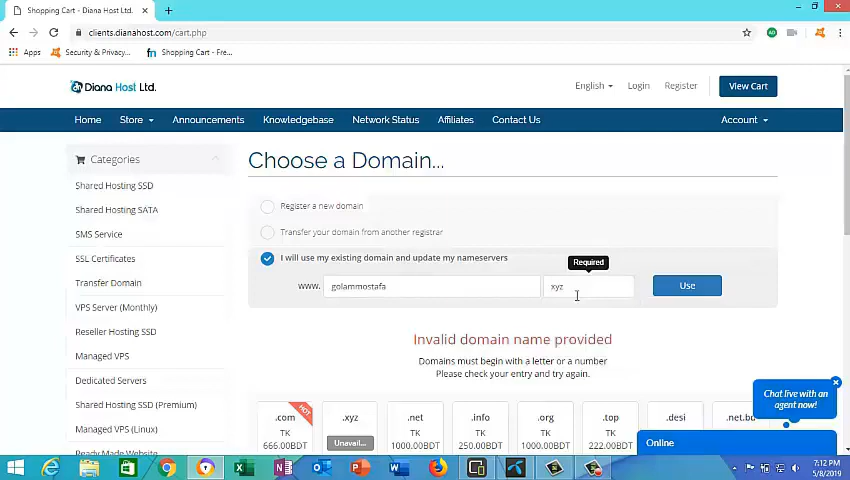 Shopping Cart - Diana Host Ltd.
clients.dianahost.com/cart.php
Apps
Security & Privacy...
Shopping Cart - Fre...
Diana Host Ltd.
English
Login
Register
View Cart
Home
Store
Announcements
Knowledgebase
Network Status
Affiliates
Contact Us
Account
Categories
Shared Hosting SSD
Shared Hosting SATA
SMS Service
SSL Certificates
Transfer Domain
VPS Server (Monthly)
Reseller Hosting SSD
Managed VPS
Dedicated Servers
Shared Hosting SSD (Premium)
Managed VPS (Linux)
Ready Made Website
Choose a Domain...
Register a new domain
Transfer your domain from another registrar
I will use my existing domain and update my nameservers
Required
www.
golammostafa
xyz
Use
Invalid domain name provided
Domains must begin with a letter or a number
Please check your entry and try again.
HOT
.com
TK
666.00BDT
.xyz
Unavail...
.net
TK
1000.00BDT
.info
TK
250.00BDT
.org
TK
1000.00BDT
.top
TK
222.00BDT
.desi
.net.bd
Chat live with an
agent now!
Online
7:12 PM
5/8/2019